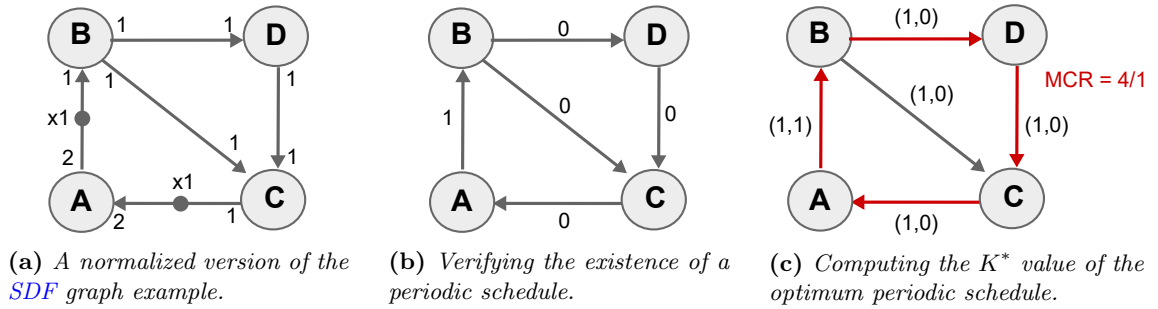 B
1
1
D
1
1
1
x1
1
1
2
x1
A
2
1
C
B
0
D
1
0
0
A
0
C
B
(1,0)
D
MCR = 4/1
(1,0)
(1,1)
(1,0)
A
(1,0)
C
(a) A normalized version of the
SDF graph example.
(b) Verifying the existence of a
periodic schedule.
(c) Computing the K* value of the
optimum periodic schedule.